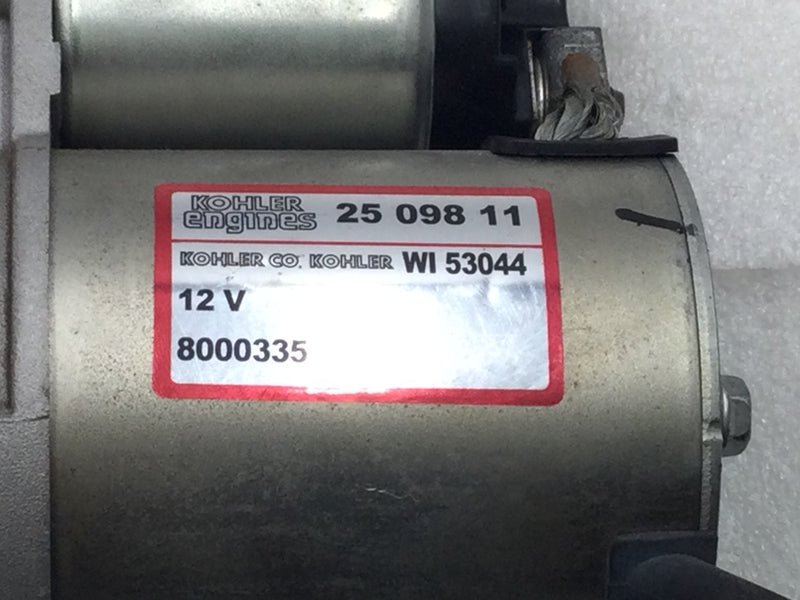 KOHLER
engines 25 098 11
KOHLER CO. KOHLER WI 53044
12 V
8000335